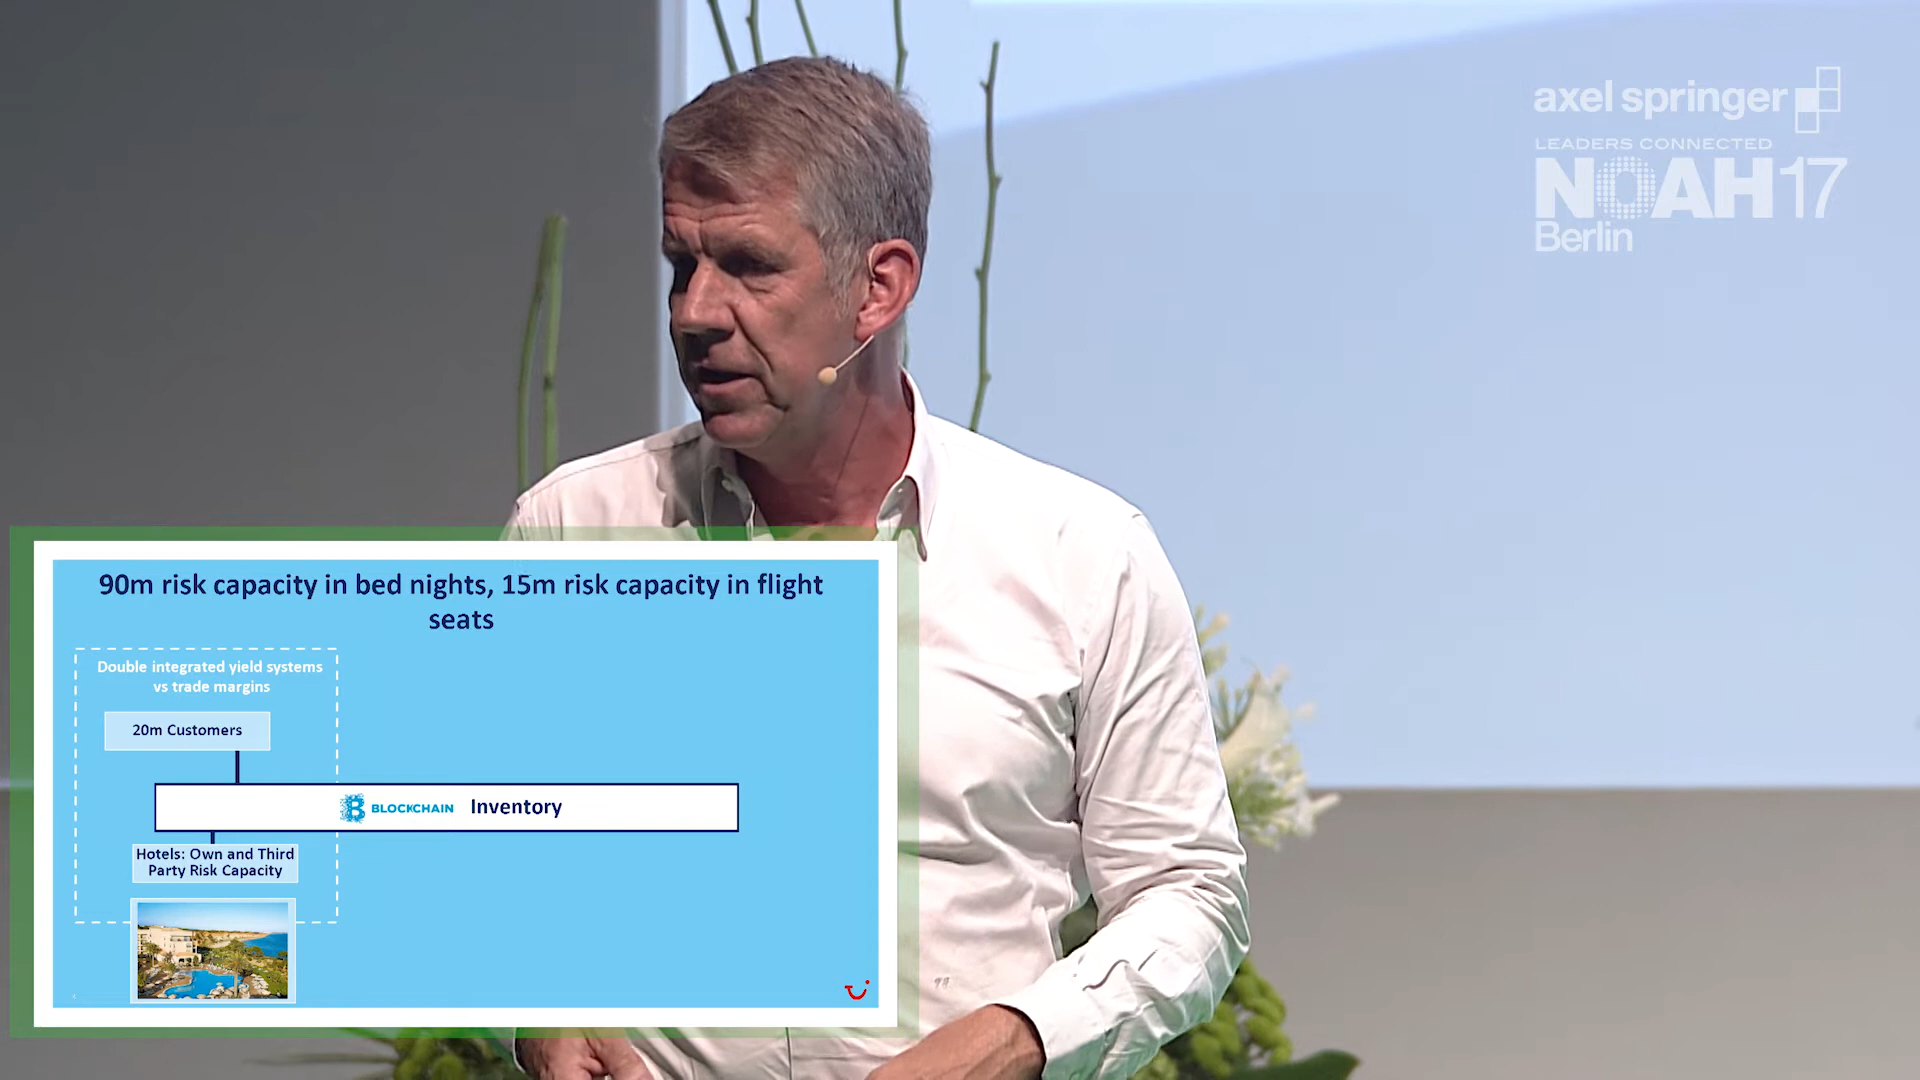 axel springer
LEADERS CONNECTED
NOAH17
Berlin
90m risk capacity in bed nights, 15m risk capacity in flight
seats
Double integrated yield systems
vs trade margins
20m Customers
BLOCKCHAIN Inventory
Hotels: Own and Third
Party Risk Capacity